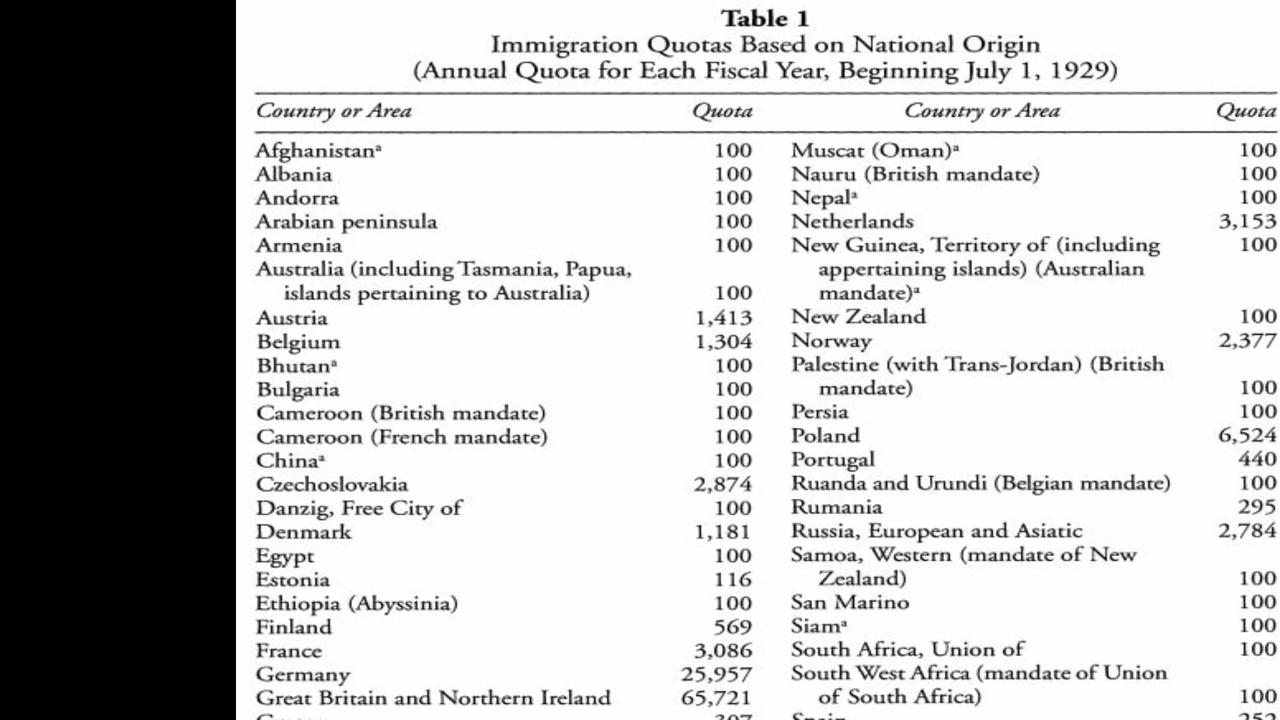 Table 1
Immigration Quotas Based on National Origin
(Annual Quota for Each Fiscal Year, Beginning July 1, 1929)
Country or Area Quota Country or Area Quota
Afghanistanᵃ 100 Muscat (Oman)ᵃ 100
Albania 100 Nauru (British mandate) 100
Andorra 100 Nepalᵃ 100
Arabian peninsula 100 Netherlands 3,153
Armenia 100 New Guinea, Territory of (including 100
Australia (including Tasmania, Papua, appertaining islands) (Australian
islands pertaining to Australia) 100 mandate)ᵃ
Austria 1,413 New Zealand 100
Belgium 1,304 Norway 2,377
Bhutanᵃ 100 Palestine (with Trans-Jordan) (British
Bulgaria 100 mandate) 100
Cameroon (British mandate) 100 Persia 100
Cameroon (French mandate) 100 Poland 6,524
Chinaᵃ 100 Portugal 440
Czechoslovakia 2,874 Ruanda and Urundi (Belgian mandate) 100
Danzig, Free City of 100 Rumania 295
Denmark 1,181 Russia, European and Asiatic 2,784
Egypt 100 Samoa, Western (mandate of New
Estonia 116 Zealand) 100
Ethiopia (Abyssinia) 100 San Marino 100
Finland 569 Siamᵃ 100
France 3,086 South Africa, Union of 100
Germany 25,957 South West Africa (mandate of Union
Great Britain and Northern Ireland 65,721 of South Africa) 100